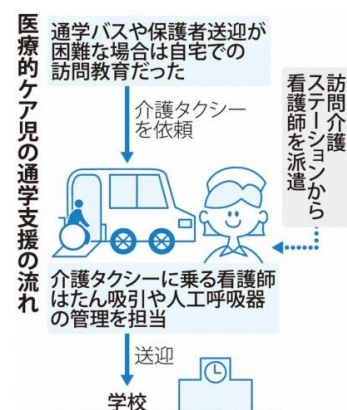 医療的ケア児の通学支援の流れ
通学バスや保護者送迎が
困難な場合は自宅での
訪問教育だった
介護タクシー
を依頼
訪問介護
ステーションから
看護師を派遣
介護タクシーに乗る看護師
はたん吸引や人工呼吸器
の管理を担当
送迎
学校